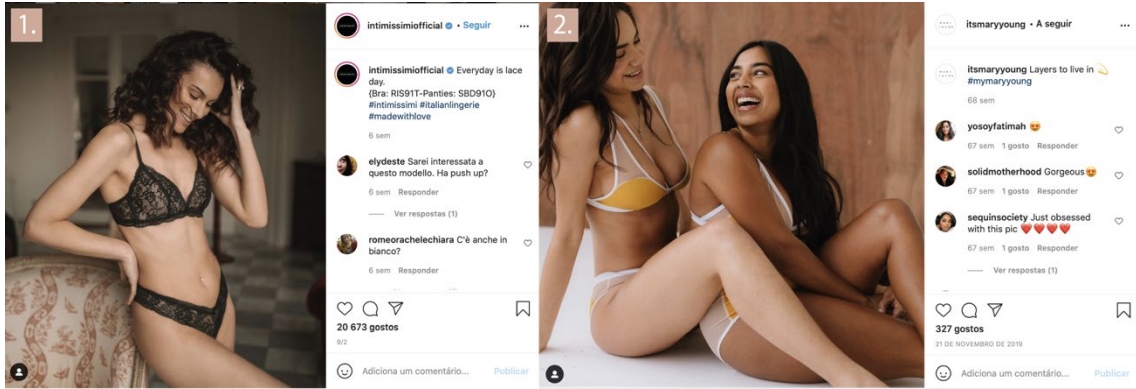 1.
intimissimiofficial • Seguir
intimissimiofficial Everyday is lace
day.
{Bra: RIS91T-Panties: SBD91O}
#intimissimi #italianlingerie
#madewithlove
6 sem
elydeste Sarei interessata a
questo modello. Ha push up?
6 sem Responder
Ver respostas (1)
romeorachelechiara C'è anche in
bianco?
6 sem Responder
20 673 gostos
9/2
Adiciona um comentário... Publicar
2.
itsmaryyoung • A seguir
itsmaryyoung Layers to live in 💫
#mymaryyoung
68 sem
yosoyfatimah 😍
67 sem 1 gosto Responder
solidmotherhood Gorgeous😍
67 sem 1 gosto Responder
sequinsociety Just obsessed
with this pic ❤️❤️❤️❤️
67 sem 1 gosto Responder
Ver respostas (1)
327 gostos
21 DE NOVEMBRO DE 2019
Adiciona um comentário... Publicar